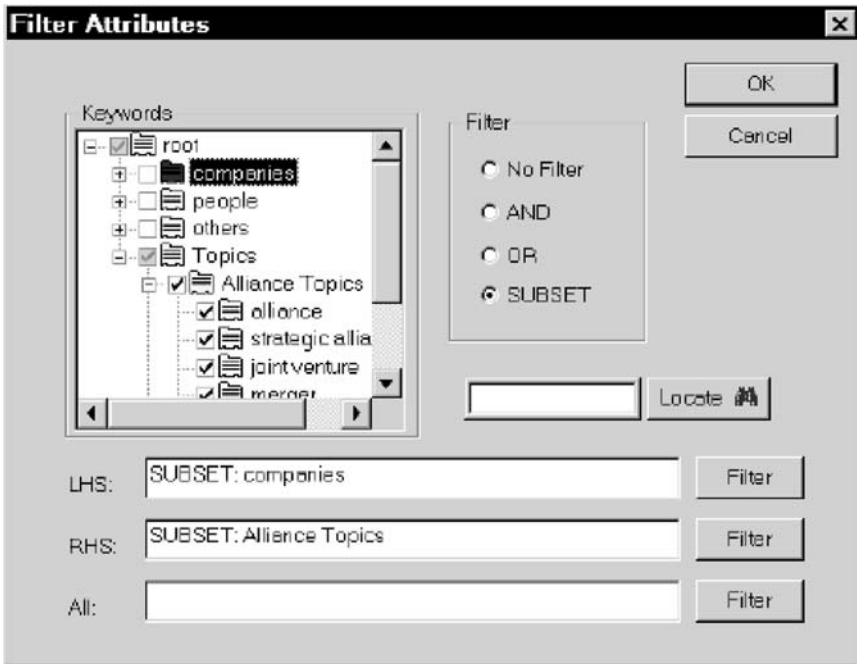 Filter Attributes
OK
Cancel
Keywords
root
companies
people
others
Topics
Alliance Topics
alliance
strategic allia
joint venture
merger
Filter
No Filter
AND
OR
SUBSET
Locate
LHS: SUBSET: companies Filter
RHS: SUBSET: Alliance Topics Filter
All: Filter